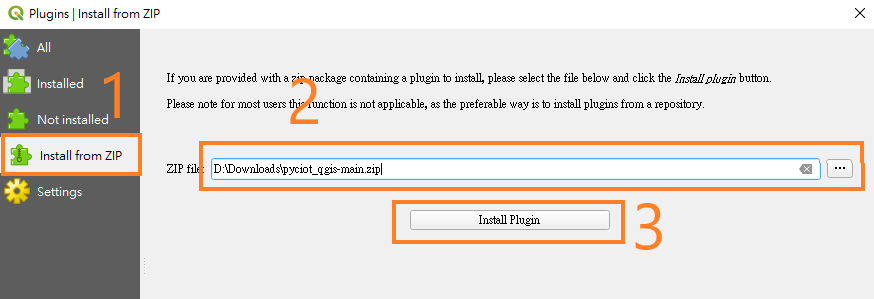 Plugins | Install from ZIP
All
1
Installed
Not installed
Install from ZIP
Settings
2
If you are provided with a zip package containing a plugin to install, please select the file below and click the Install plugin button.
Please note for most users this function is not applicable, as the preferable way is to install plugins from a repository.
ZIP file: D:\Downloads\pyciot_qgis-main.zip ...
Install Plugin
3